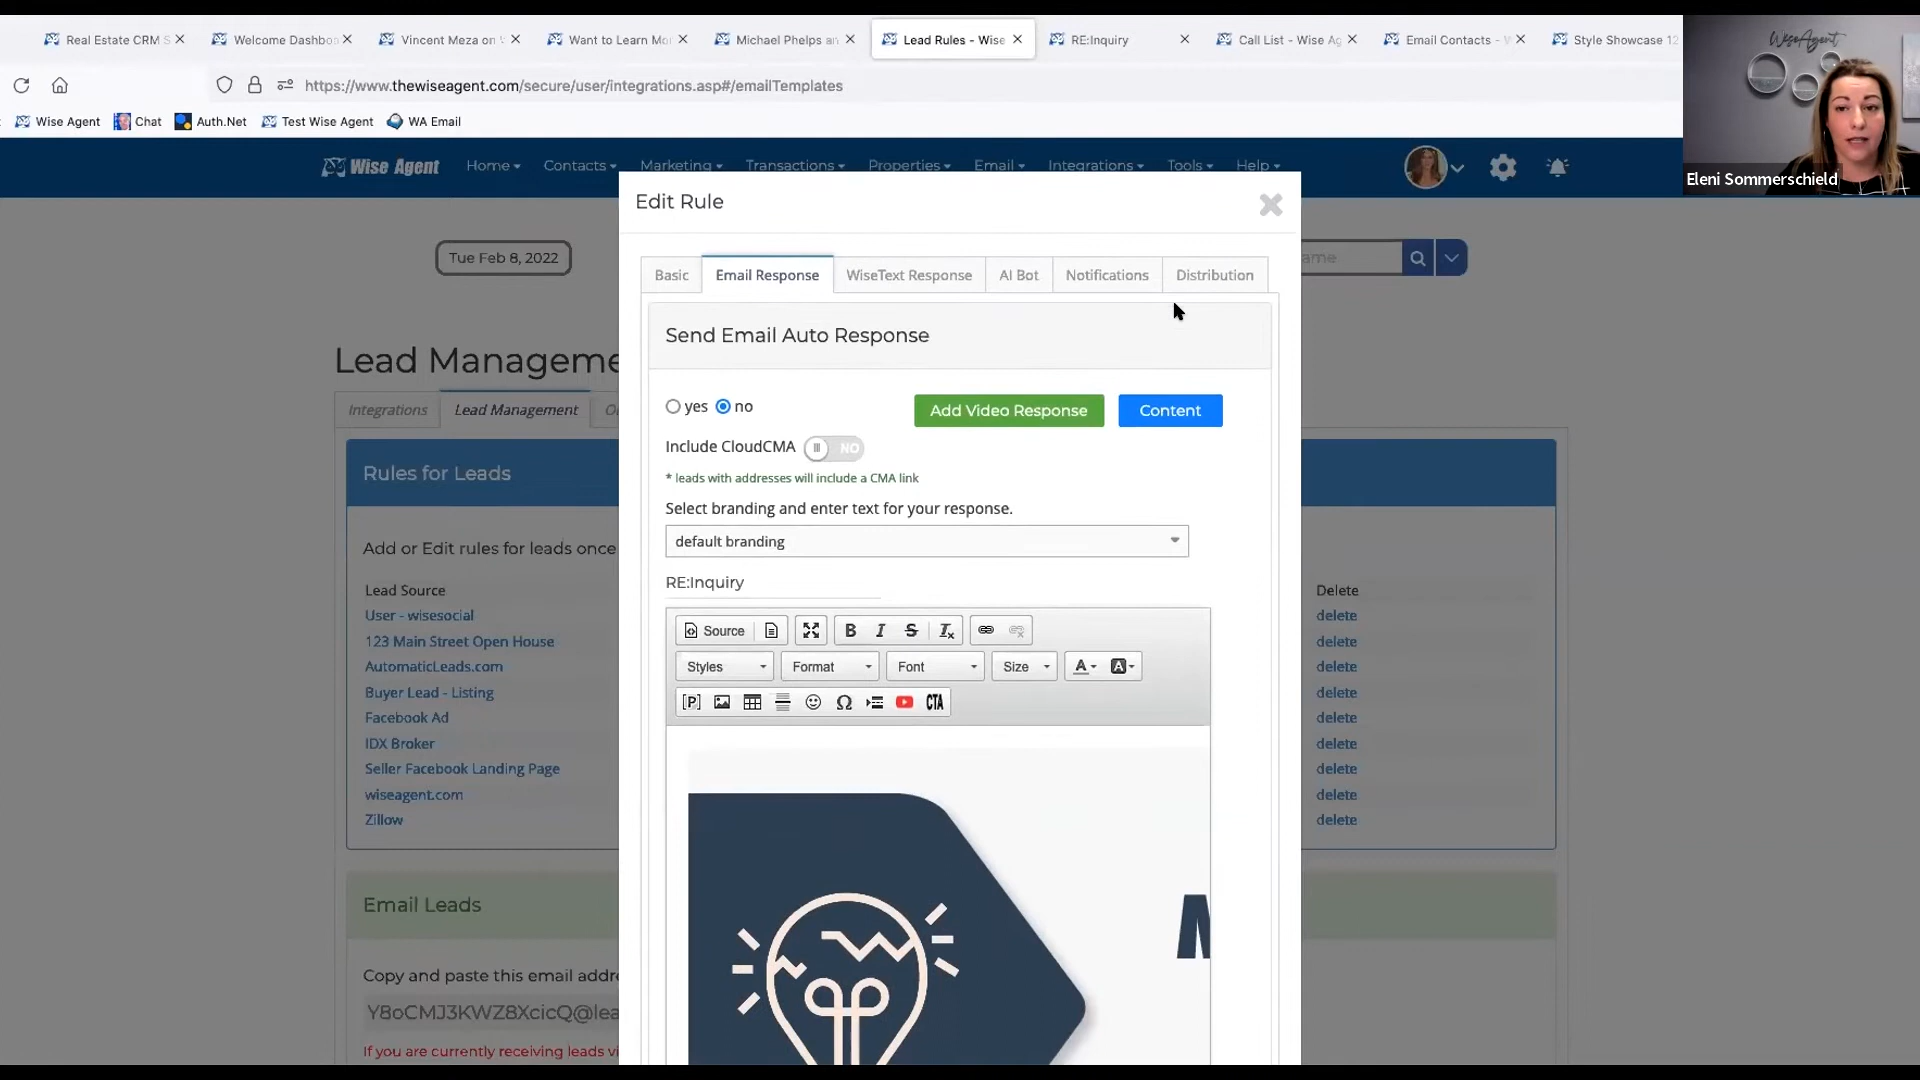 Real Estate CRM S
Welcome Dashbo
Vincent Meza on
Want to Learn Mo
Michael Phelps an
Lead Rules - Wise
RE:Inquiry
Call List - Wise Ag
Email Contacts - W
Style Showcase 12
https://www.thewiseagent.com/secure/user/integrations.asp#/emailTemplates
Wise Agent
Chat
Auth.Net
Test Wise Agent
WA Email
WiseAgent
Eleni Sommerschield
Wise Agent
Home
Contacts
Marketing
Transactions
Properties
Email
Integrations
Tools
Help
Edit Rule
Tue Feb 8, 2022
ame
Basic
Email Response
WiseText Response
AI Bot
Notifications
Distribution
Send Email Auto Response
Lead Manageme
Integrations
Lead Management
O
yes no
Add Video Response
Content
Include CloudCMA
NO
* leads with addresses will include a CMA link
Select branding and enter text for your response.
default branding
RE:Inquiry
Source
B I S Ix
Styles
Format
Font
Size
A
A
[P]
Ω
CTA
Rules for Leads
Add or Edit rules for leads once
Lead Source
Delete
User - wisesocial
delete
123 Main Street Open House
delete
AutomaticLeads.com
delete
Buyer Lead - Listing
delete
Facebook Ad
delete
IDX Broker
delete
Seller Facebook Landing Page
delete
wiseagent.com
delete
Zillow
delete
Email Leads
Copy and paste this email addre
Y8oCMJ3KWZ8XcicQ@lea
If you are currently receiving leads vi